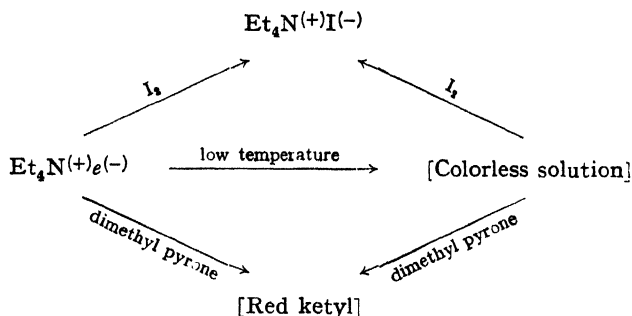 Et₄N⁽⁺⁾I⁽⁻⁾
I₂
I₂
Et₄N⁽⁺⁾e⁽⁻⁾
low temperature
[Colorless solution]
dimethyl pyrone
dimethyl pyrone
[Red ketyl]